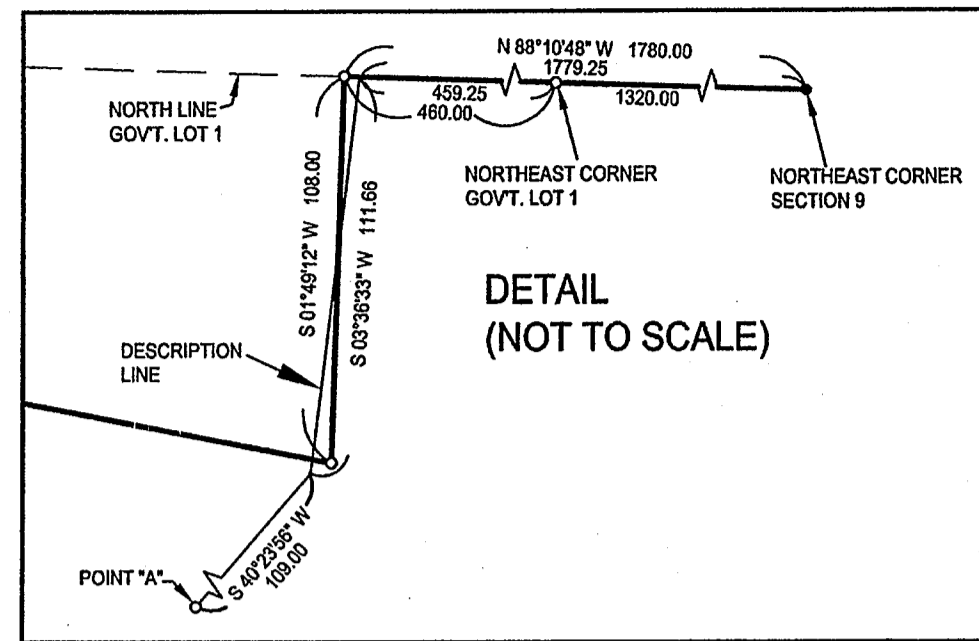 N 88°10'48" W 1780.00
1779.25
459.25
1320.00
460.00
NORTH LINE
GOV'T. LOT 1
NORTHEAST CORNER
GOV'T. LOT 1
NORTHEAST CORNER
SECTION 9
S 01°49'12" W 108.00
S 03°36'33" W 111.66
DETAIL
(NOT TO SCALE)
DESCRIPTION
LINE
S 40°23'56" W
109.00
POINT "A"